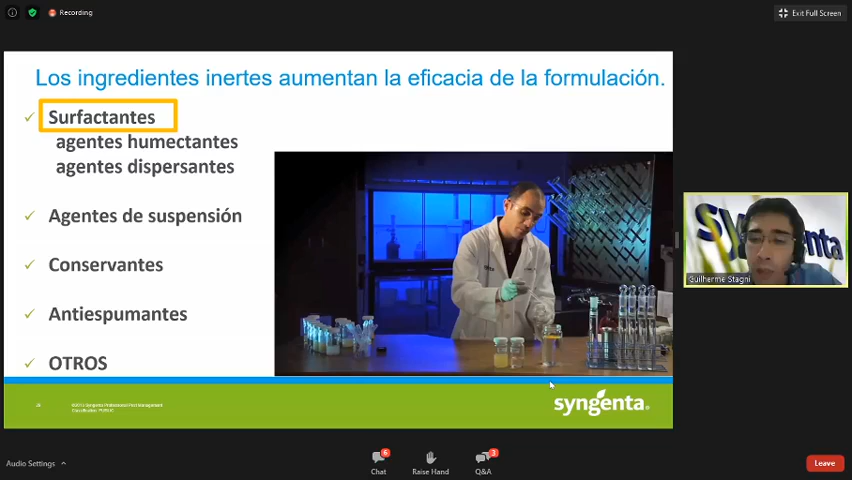 Recording
Exit Full Screen
Los ingredientes inertes aumentan la eficacia de la formulación.
Surfactantes
agentes humectantes
agentes dispersantes
Agentes de suspensión
Conservantes
Antiespumantes
OTROS
syngenta
Guilherme Stagni
syngenta
Audio Settings
6
Chat
Raise Hand
3
Q&A
Leave